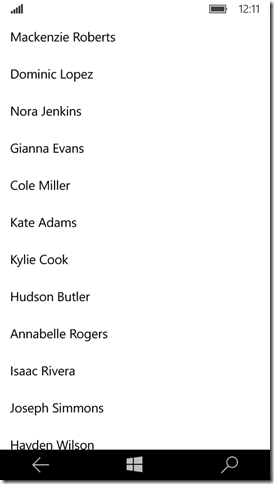 12:11
Mackenzie Roberts
Dominic Lopez
Nora Jenkins
Gianna Evans
Cole Miller
Kate Adams
Kylie Cook
Hudson Butler
Annabelle Rogers
Isaac Rivera
Joseph Simmons
Hayden Wilson